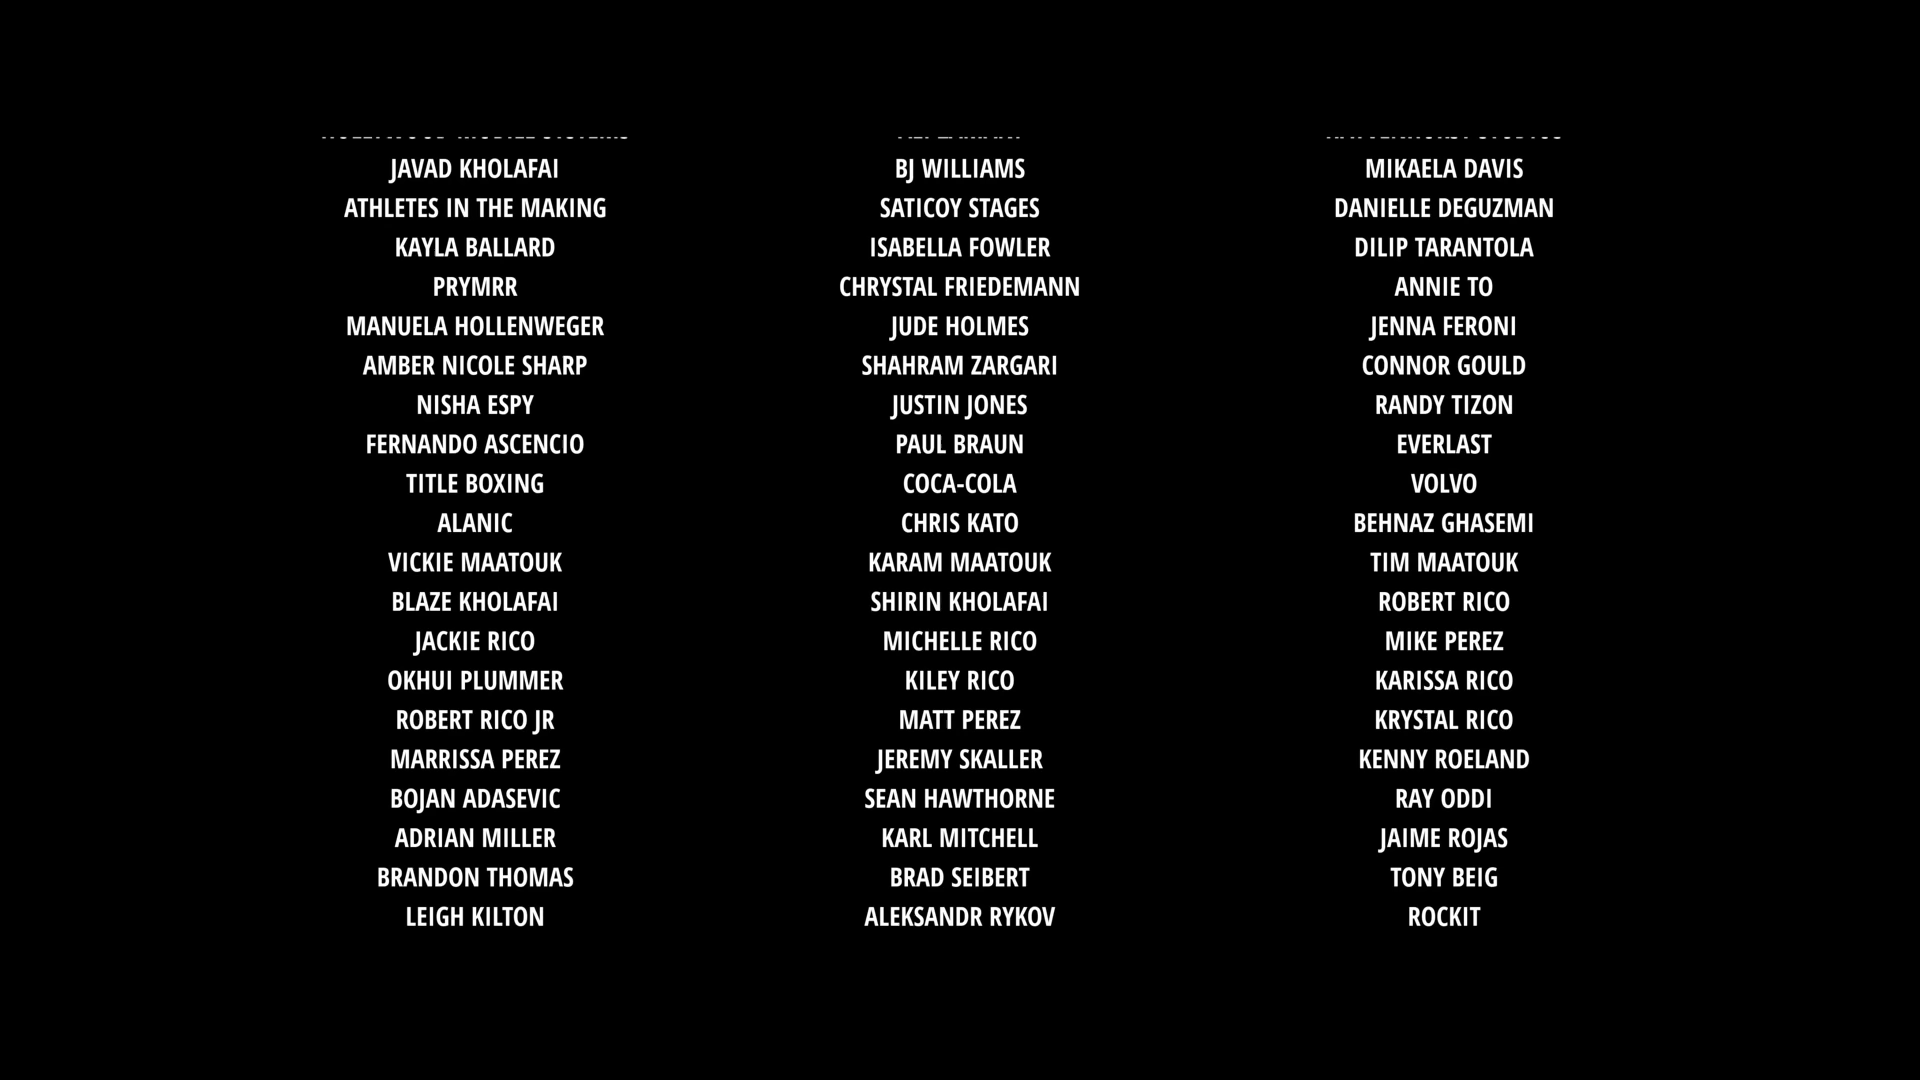 JAVAD KHOLAFAI BJ WILLIAMS MIKAELA DAVIS
ATHLETES IN THE MAKING SATICOY STAGES DANIELLE DEGUZMAN
KAYLA BALLARD ISABELLA FOWLER DILIP TARANTOLA
PRYMRR CHRYSTAL FRIEDEMANN ANNIE TO
MANUELA HOLLENWEGER JUDE HOLMES JENNA FERONI
AMBER NICOLE SHARP SHAHRAM ZARGARI CONNOR GOULD
NISHA ESPY JUSTIN JONES RANDY TIZON
FERNANDO ASCENCIO PAUL BRAUN EVERLAST
TITLE BOXING COCA-COLA VOLVO
ALANIC CHRIS KATO BEHNAZ GHASEMI
VICKIE MAATOUK KARAM MAATOUK TIM MAATOUK
BLAZE KHOLAFAI SHIRIN KHOLAFAI ROBERT RICO
JACKIE RICO MICHELLE RICO MIKE PEREZ
OKHUI PLUMMER KILEY RICO KARISSA RICO
ROBERT RICO JR MATT PEREZ KRYSTAL RICO
MARRISSA PEREZ JEREMY SKALLER KENNY ROELAND
BOJAN ADASEVIC SEAN HAWTHORNE RAY ODDI
ADRIAN MILLER KARL MITCHELL JAIME ROJAS
BRANDON THOMAS BRAD SEIBERT TONY BEIG
LEIGH KILTON ALEKSANDR RYKOV ROCKIT